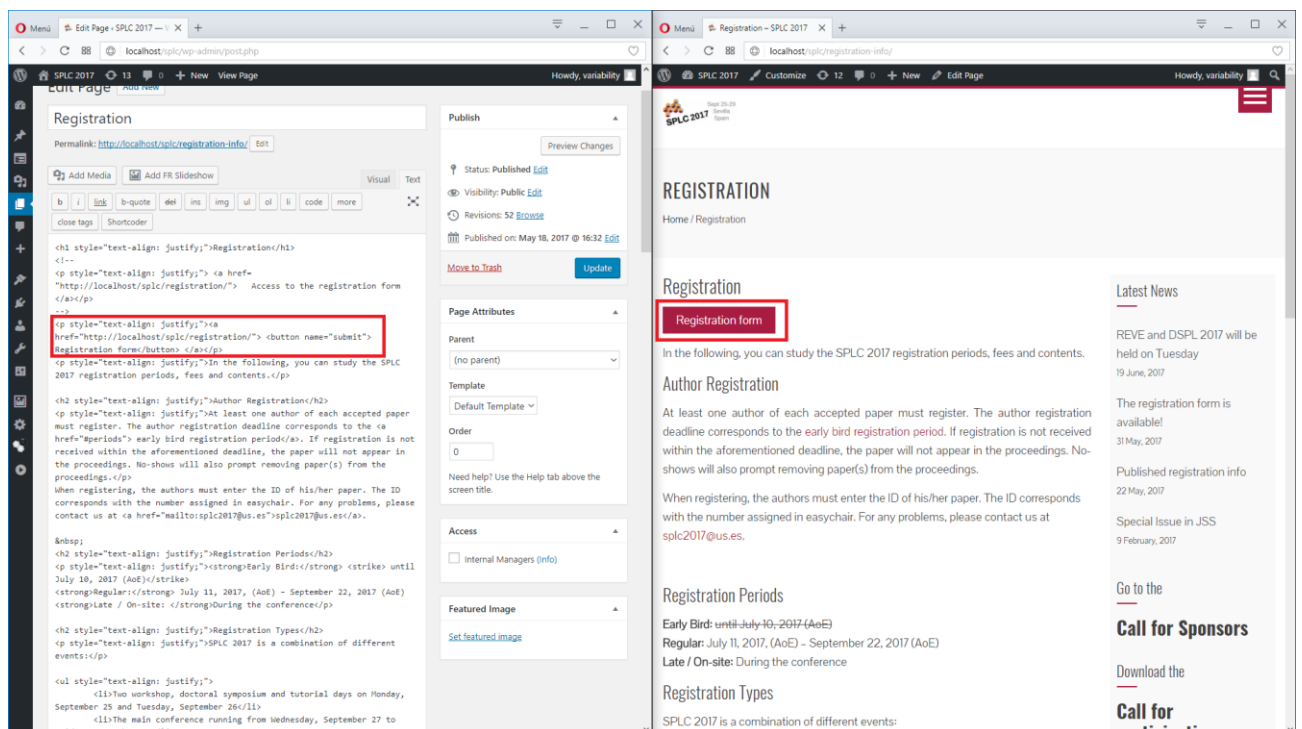 Menú
Edit Page ‹ SPLC 2017 —
localhost/splc/wp-admin/post.php
SPLC 2017 13 0 + New View Page Howdy, variability
Edit Page Add New
Registration
Permalink: http://localhost/splc/registration-info/ Edit
Add Media Add FR Slideshow Visual Text
b i link b-quote del ins img ul ol li code more
close tags Shortcoder
<h1 style="text-align: justify;">Registration</h1>
<!--
<p style="text-align: justify;"> <a href=
"http://localhost/splc/registration/"> Access to the registration form
</a></p>
-->
<p style="text-align: justify;"><a
href="http://localhost/splc/registration/"> <button name="submit">
Registration form</button> </a></p>
<p style="text-align: justify;">In the following, you can study the SPLC
2017 registration periods, fees and contents.</p>
<h2 style="text-align: justify;">Author Registration</h2>
<p style="text-align: justify;">At least one author of each accepted paper
must register. The author registration deadline corresponds to the <a
href="#periods"> early bird registration period</a>. If registration is not
received within the aforementioned deadline, the paper will not appear in
the proceedings. No-shows will also prompt removing paper(s) from the
proceedings.</p>
When registering, the authors must enter the ID of his/her paper. The ID
corresponds with the number assigned in easychair. For any problems, please
contact us at <a href="mailto:splc2017@us.es">splc2017@us.es</a>.
&nbsp;
<h2 style="text-align: justify;">Registration Periods</h2>
<p style="text-align: justify;"><strong>Early Bird:</strong> <strike> until
July 10, 2017 (AoE)</strike>
<strong>Regular:</strong> July 11, 2017, (AoE) – September 22, 2017 (AoE)
<strong>Late / On-site: </strong>During the conference</p>
<h2 style="text-align: justify;">Registration Types</h2>
<p style="text-align: justify;">SPLC 2017 is a combination of different
events:</p>
<ul style="text-align: justify;">
<li>Two workshop, doctoral symposium and tutorial days on Monday,
September 25 and Tuesday, September 26</li>
<li>The main conference running from Wednesday, September 27 to
Publish
Preview Changes
Status: Published Edit
Visibility: Public Edit
Revisions: 52 Browse
Published on: May 18, 2017 @ 16:32 Edit
Move to Trash Update
Page Attributes
Parent
(no parent)
Template
Default Template
Order
0
Need help? Use the Help tab above the
screen title.
Access
Internal Managers (Info)
Featured Image
Set featured image
Menú
Registration – SPLC 2017
localhost/splc/registration-info/
SPLC 2017 Customize 12 0 + New Edit Page Howdy, variability
SPLC 2017
Sept 25-29
Sevilla
Spain
REGISTRATION
Home / Registration
Registration
Registration form
In the following, you can study the SPLC 2017 registration periods, fees and contents.
Author Registration
At least one author of each accepted paper must register. The author registration
deadline corresponds to the early bird registration period. If registration is not received
within the aforementioned deadline, the paper will not appear in the proceedings. No-
shows will also prompt removing paper(s) from the proceedings.
When registering, the authors must enter the ID of his/her paper. The ID corresponds
with the number assigned in easychair. For any problems, please contact us at
splc2017@us.es.
Registration Periods
Early Bird: until July 10, 2017 (AoE)
Regular: July 11, 2017, (AoE) – September 22, 2017 (AoE)
Late / On-site: During the conference
Registration Types
SPLC 2017 is a combination of different events:
Latest News
REVE and DSPL 2017 will be
held on Tuesday
19 June, 2017
The registration form is
available!
31 May, 2017
Published registration info
22 May, 2017
Special Issue in JSS
9 February, 2017
Go to the
Call for Sponsors
Download the
Call for